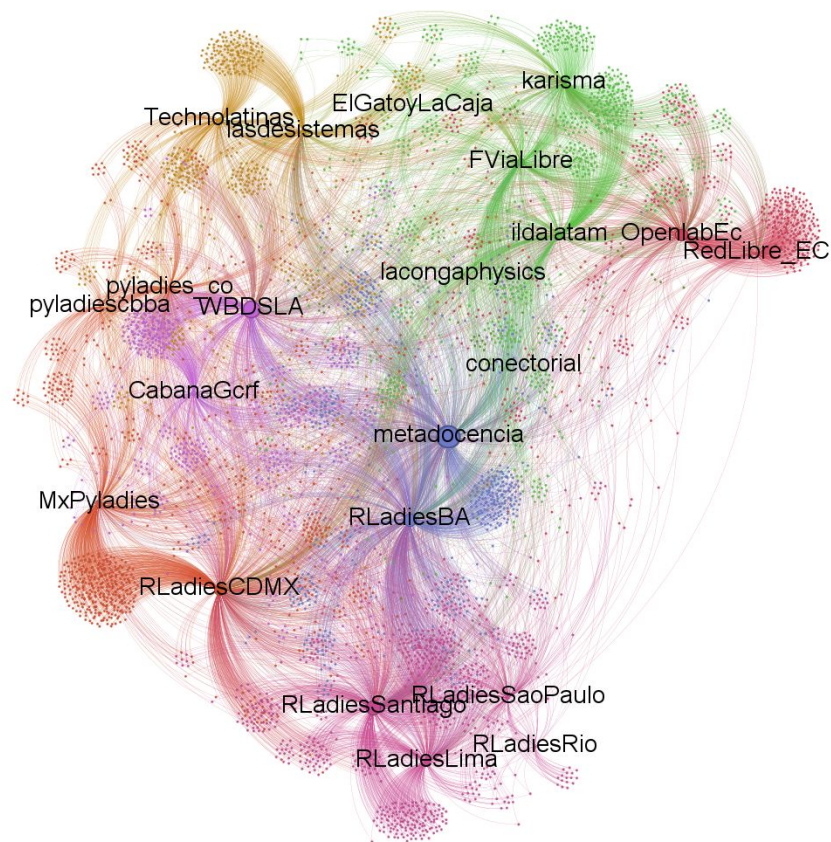 karisma
ElGatoyLaCaja
Technolatinas
lasdesistemas
FViaLibre
ildalatam
OpenlabEc
RedLibre_EC
lacongaphysics
pyladies_co
pyladiescbba
WBDSLA
conectorial
CabanaGcrf
metadocencia
MxPyladies
RLadiesBA
RLadiesCDMX
RLadiesSaoPaulo
RLadiesSantiago
RLadiesRio
RLadiesLima